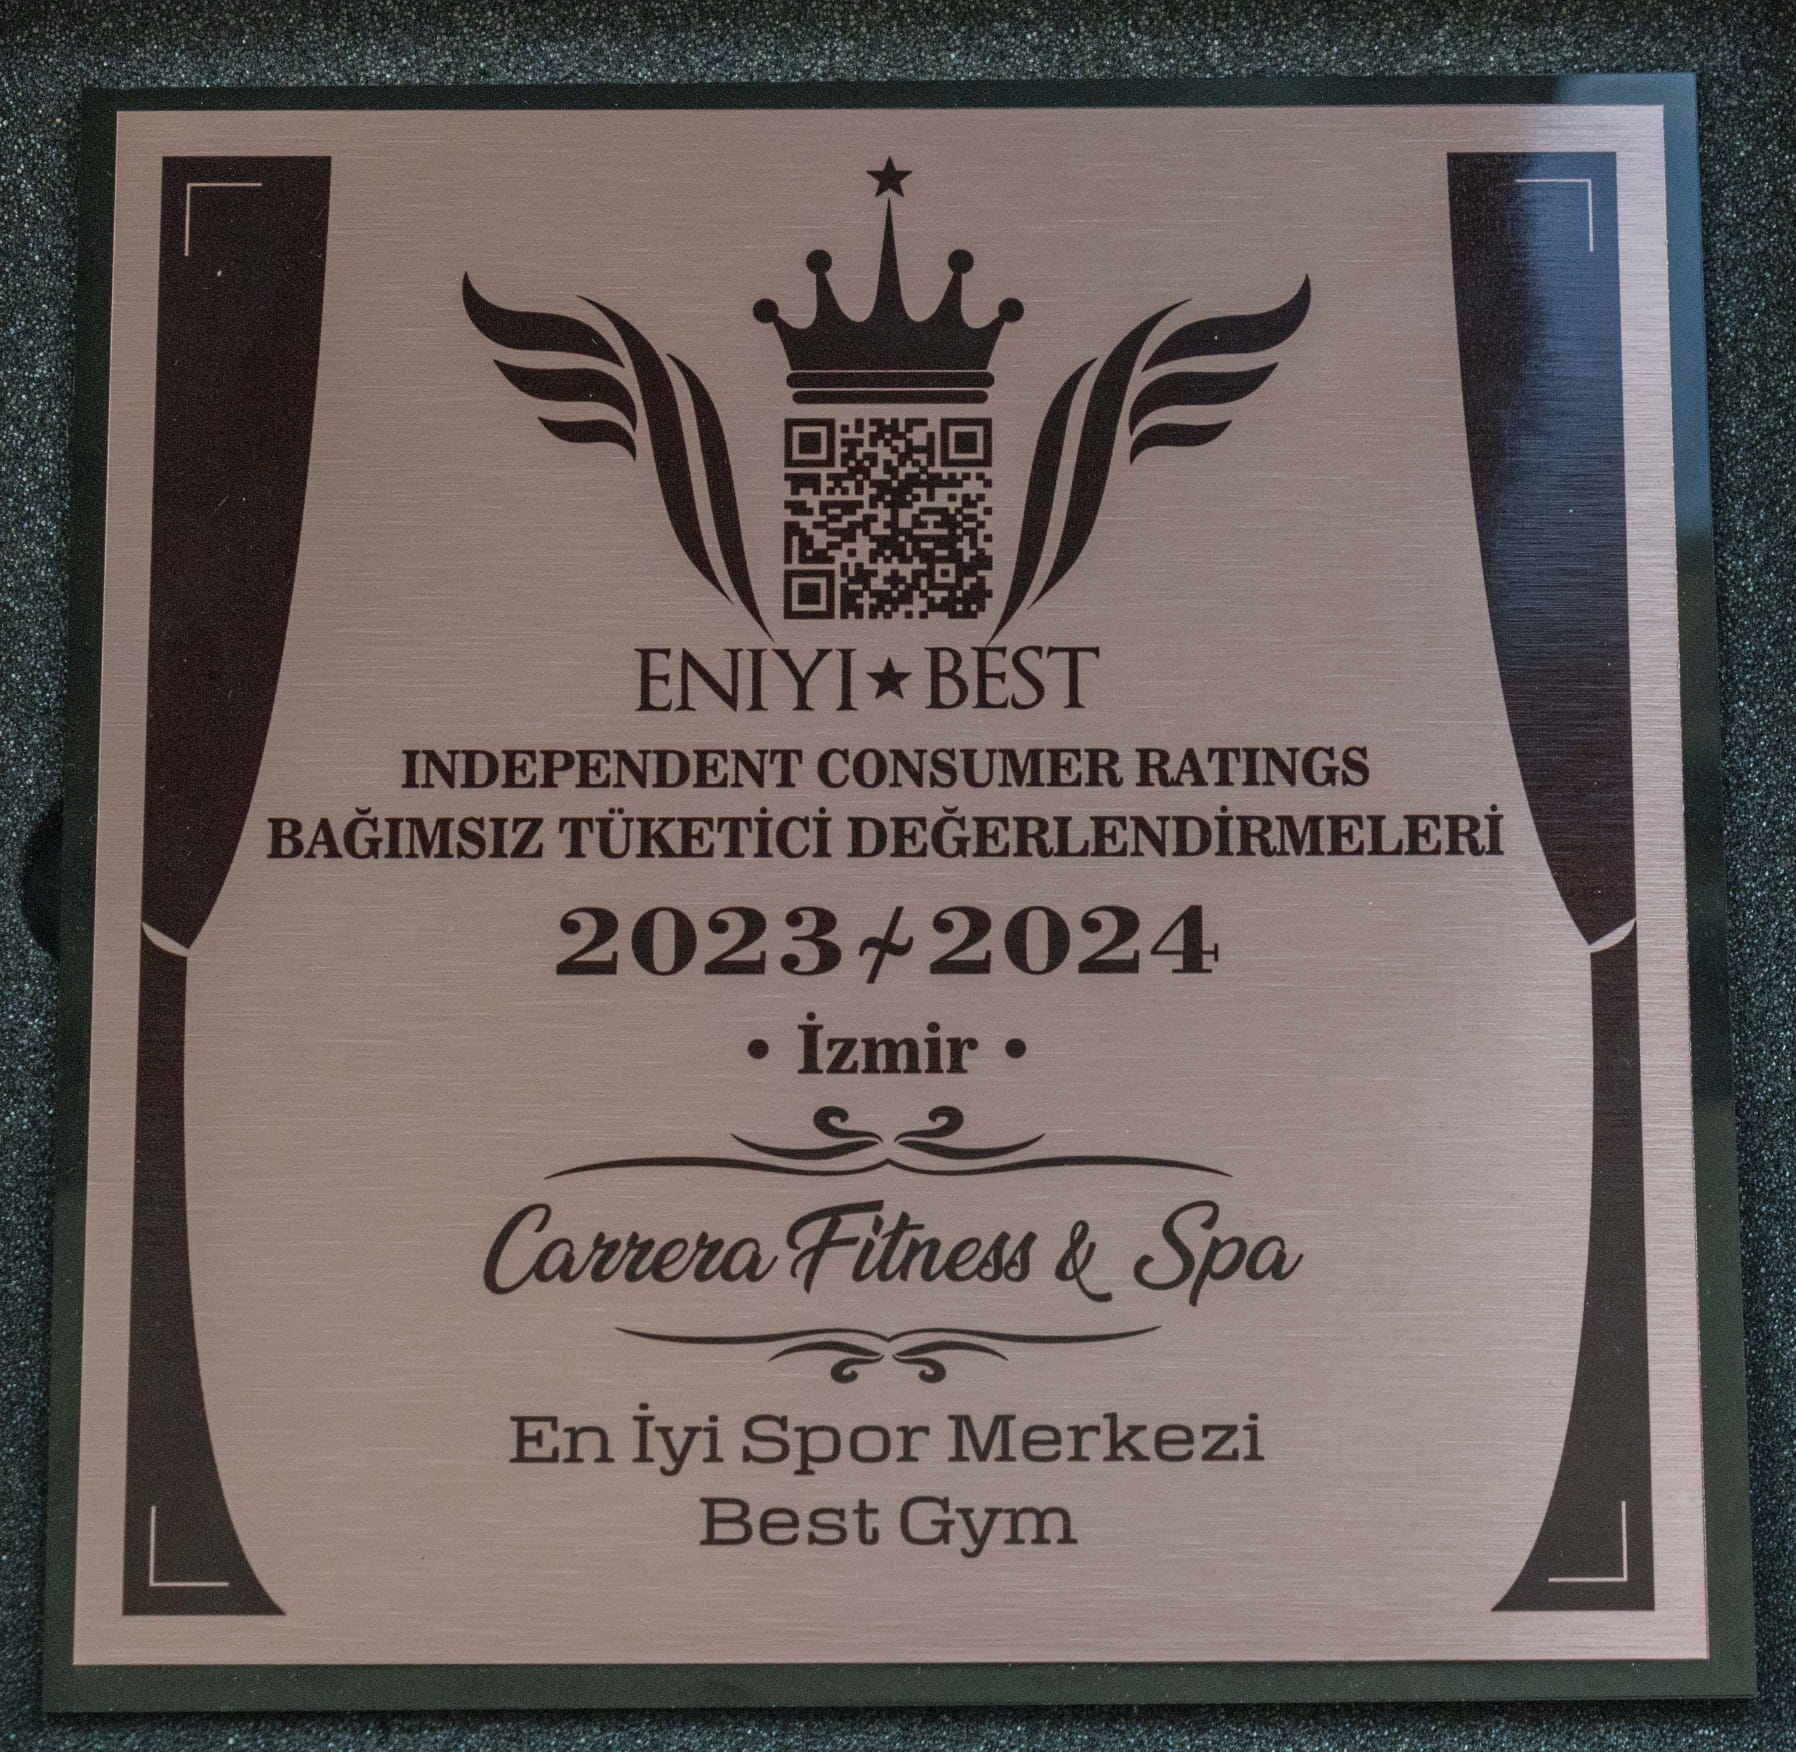 ENIYI★BEST
INDEPENDENT CONSUMER RATINGS
BAĞIMSIZ TÜKETİCİ DEĞERLENDİRMELERİ
2023/~2024
• İzmir •
Carrera Fitness & Spa
En İyi Spor Merkezi
Best Gym